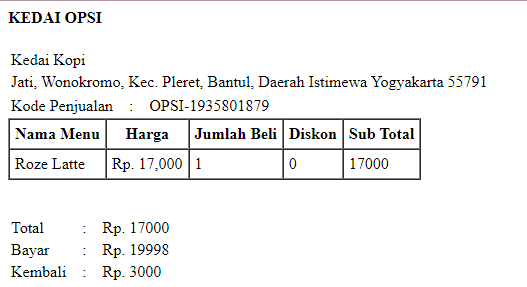 KEDAI OPSI
Kedai Kopi
Jati, Wonokromo, Kec. Pleret, Bantul, Daerah Istimewa Yogyakarta 55791
Kode Penjualan : OPSI-1935801879
Nama Menu Harga Jumlah Beli Diskon Sub Total
Roze Latte Rp. 17,000 1 0 17000
Total : Rp. 17000
Bayar : Rp. 19998
Kembali : Rp. 3000